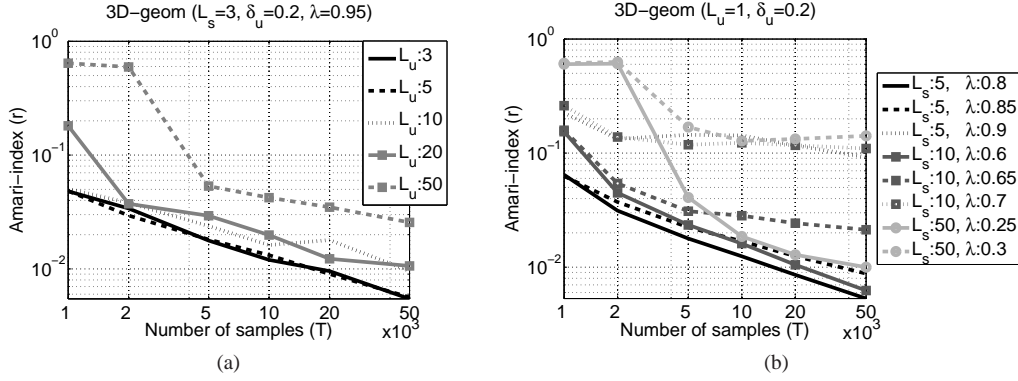 3D−geom (L_s=3, δ_u=0.2, λ=0.95)
10^0
10^−1
10^−2
Amari−index (r)
1 2 5 10 20 50
Number of samples (T)
x10^3
L_u:3
L_u:5
L_u:10
L_u:20
L_u:50
(a)
3D−geom (L_u=1, δ_u=0.2)
10^0
10^−1
10^−2
Amari−index (r)
1 2 5 10 20 50
Number of samples (T)
x10^3
L_s:5, λ:0.8
L_s:5, λ:0.85
L_s:5, λ:0.9
L_s:10, λ:0.6
L_s:10, λ:0.65
L_s:10, λ:0.7
L_s:50, λ:0.25
L_s:50, λ:0.3
(b)